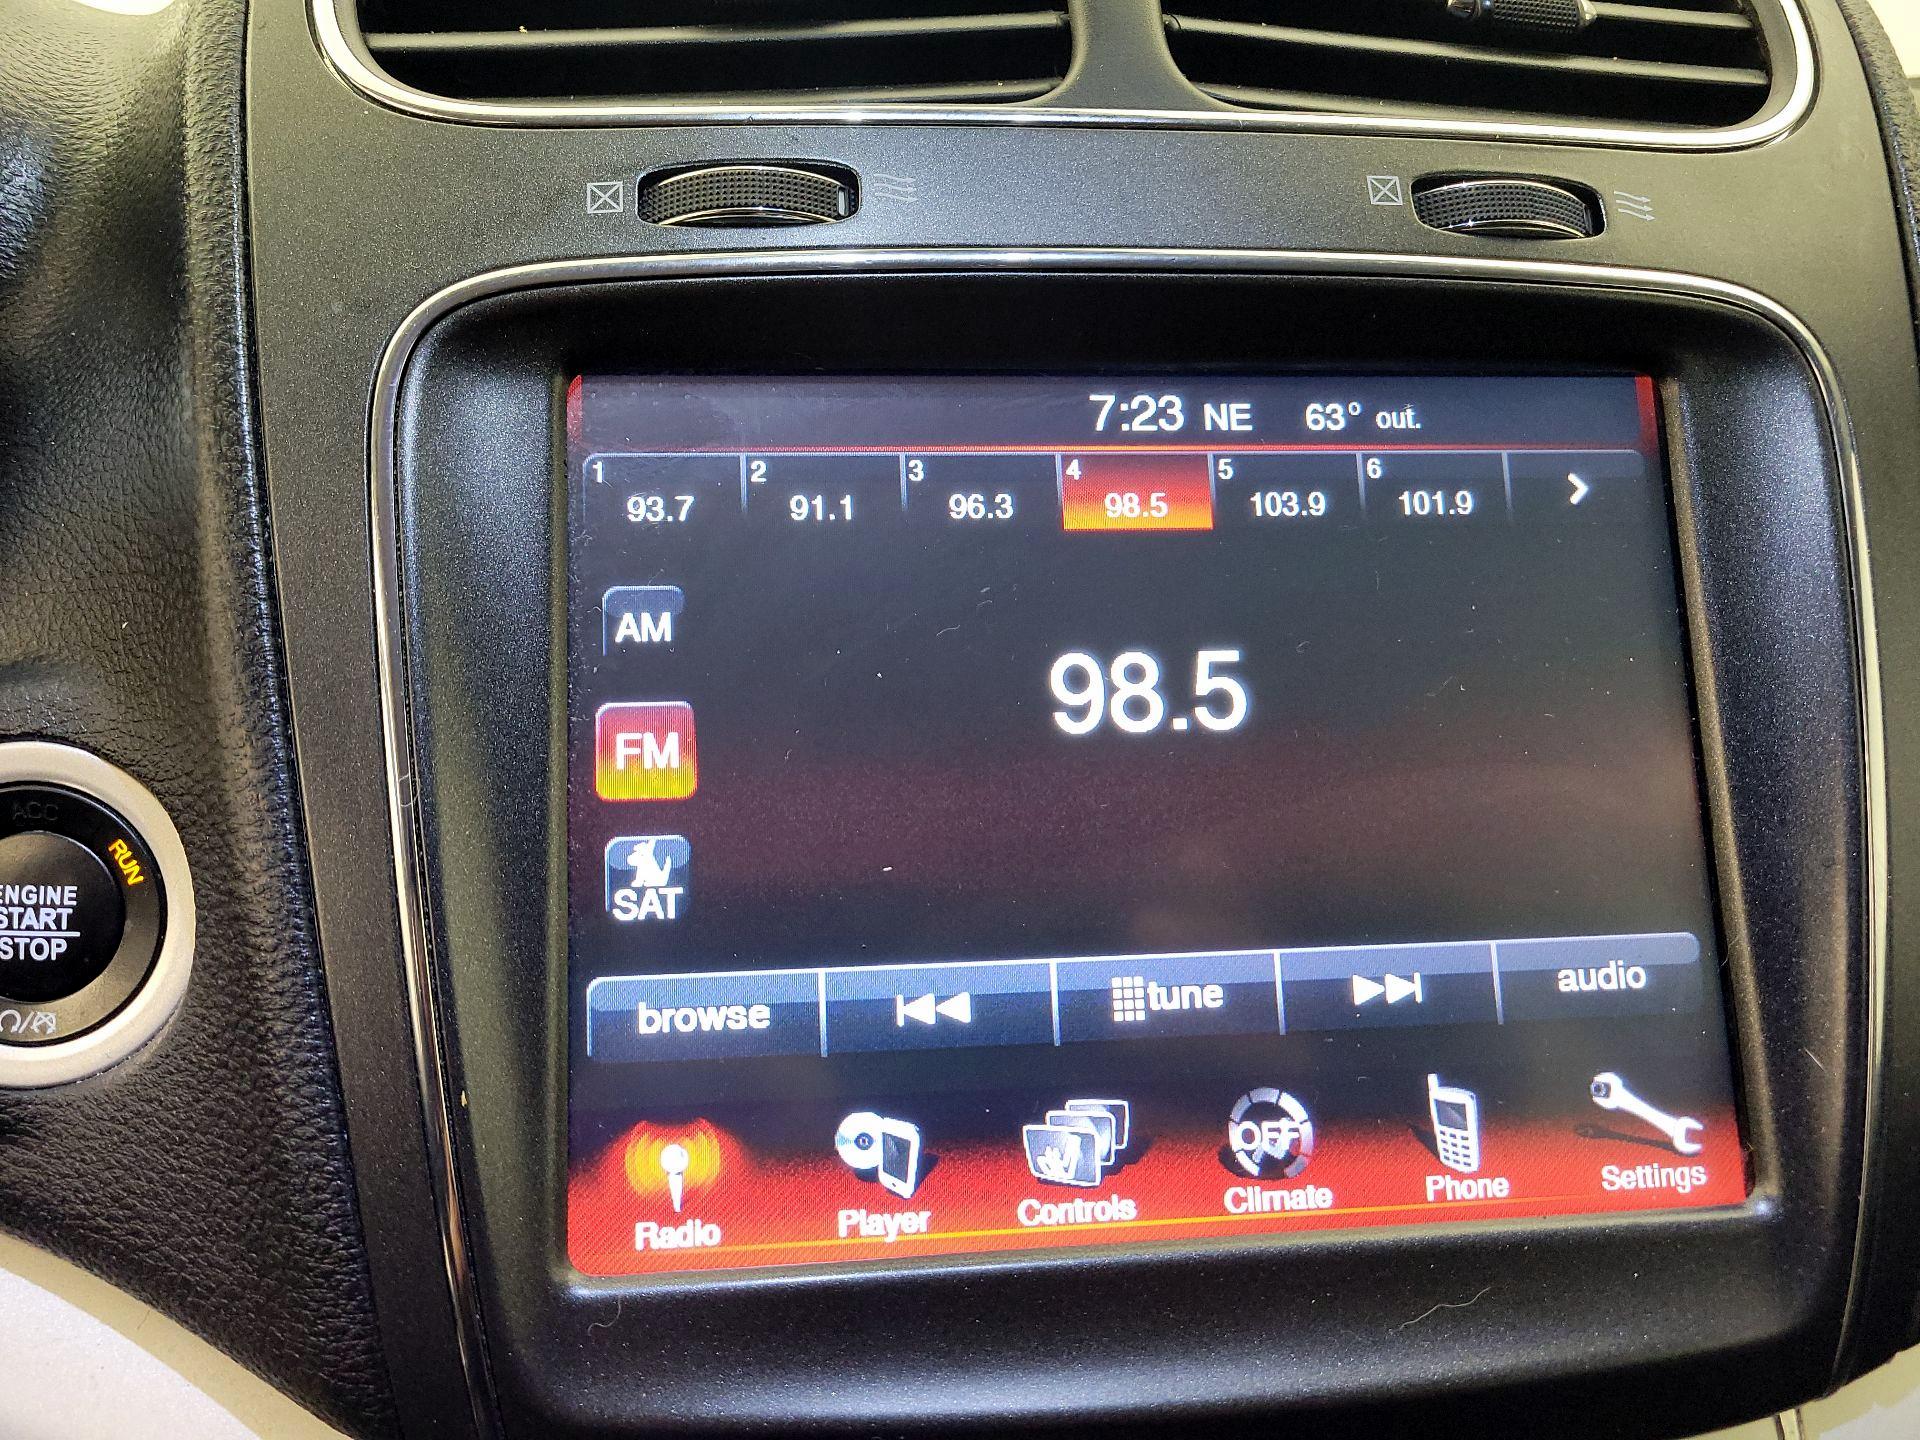 7:23 NE 63° out.
1 2 3 4 5 6
93.7 91.1 96.3 98.5 103.9 101.9
AM
98.5
FM
SAT
ACC
RUN
ENGINE
START
STOP
browse tune audio
OFF
Radio Player Controls Climate Phone Settings